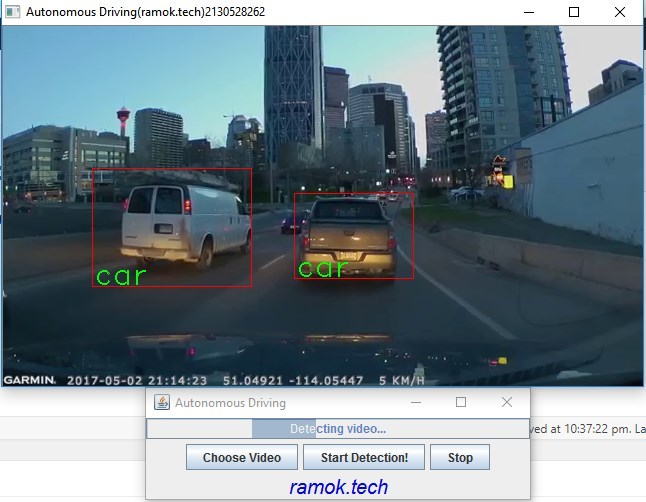 Autonomous Driving(ramok.tech)2130528262
car
car
GARMIN. 2017-05-02 21:14:23 51.04921 -114.05447 5 KM/H
Autonomous Driving
Detecting video...
ved at 10:37:22 pm. La
Choose Video Start Detection! Stop
ramok.tech